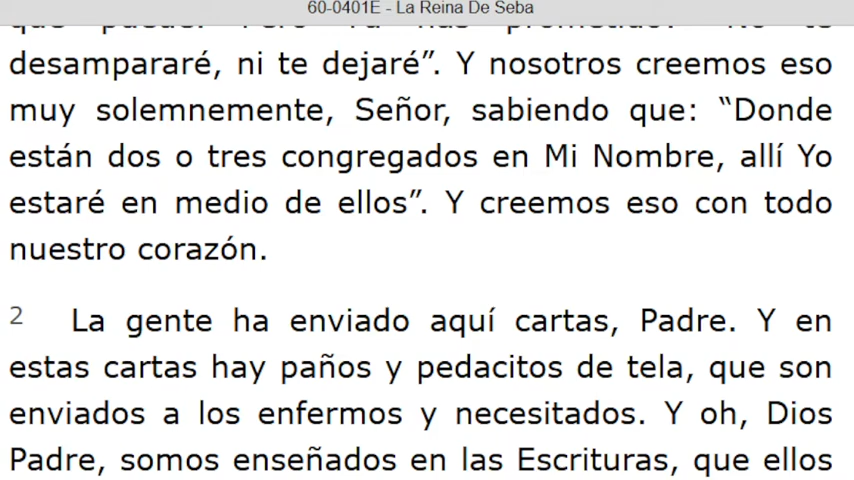 60-0401E - La Reina De Seba
desampararé, ni te dejaré”. Y nosotros creemos eso
muy solemnemente, Señor, sabiendo que: “Donde
están dos o tres congregados en Mi Nombre, allí Yo
estaré en medio de ellos”. Y creemos eso con todo
nuestro corazón.
2 La gente ha enviado aquí cartas, Padre. Y en
estas cartas hay paños y pedacitos de tela, que son
enviados a los enfermos y necesitados. Y oh, Dios
Padre, somos enseñados en las Escrituras, que ellos